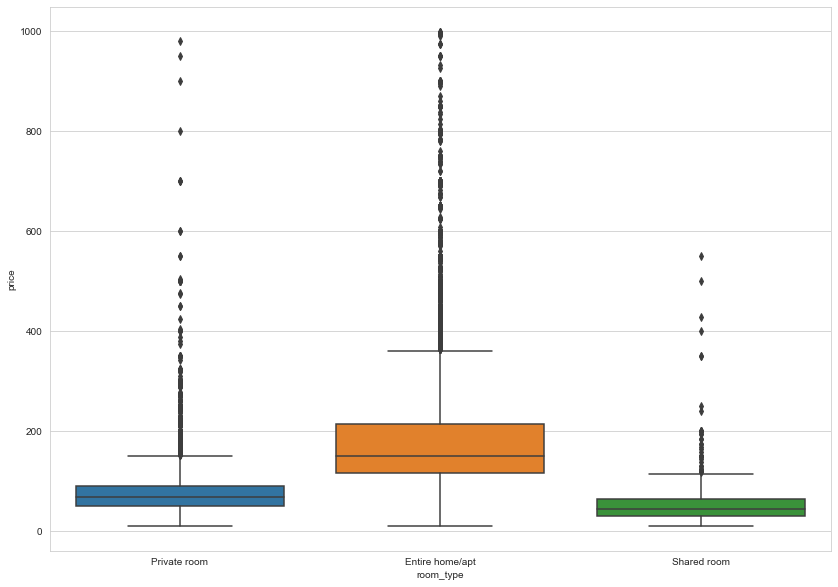 1000
800
600
400
200
0
price
Private room
Entire home/apt
Shared room
room_type